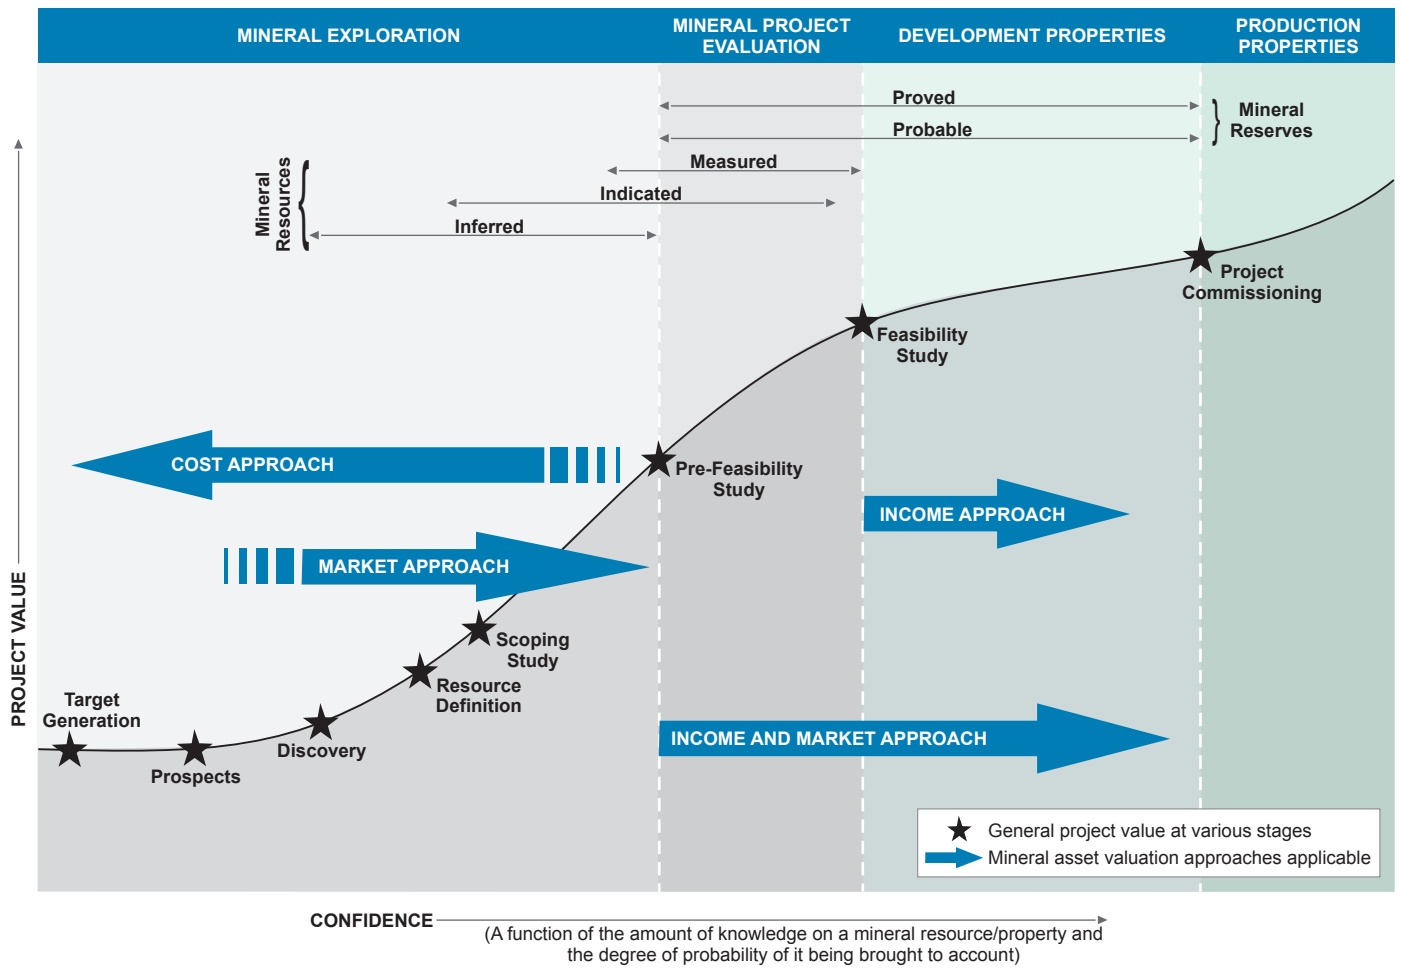 MINERAL EXPLORATION
MINERAL PROJECT
EVALUATION
DEVELOPMENT PROPERTIES
PRODUCTION
PROPERTIES
Proved
Probable
Mineral
Reserves
Measured
Indicated
Inferred
Mineral
Resources
Project
Commissioning
Feasibility
Study
COST APPROACH
Pre-Feasibility
Study
INCOME APPROACH
MARKET APPROACH
Scoping
Study
Resource
Definition
Target
Generation
Discovery
Prospects
INCOME AND MARKET APPROACH
PROJECT VALUE
General project value at various stages
Mineral asset valuation approaches applicable
CONFIDENCE
(A function of the amount of knowledge on a mineral resource/property and
the degree of probability of it being brought to account)